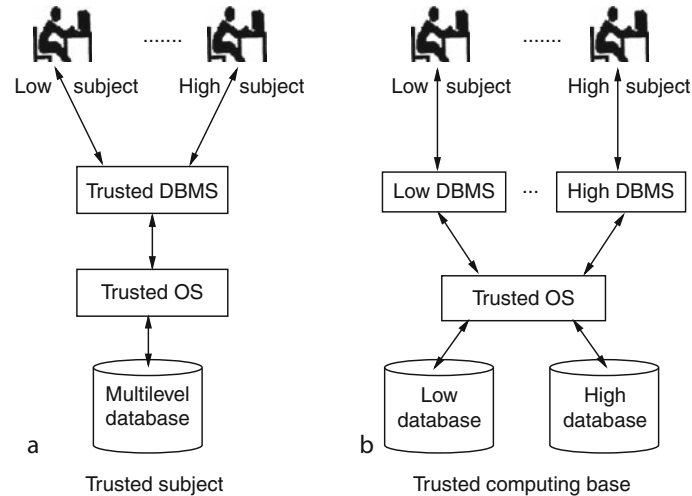 .......
Low subject High subject
Trusted DBMS
Trusted OS
Multilevel
database
a
Trusted subject
.......
Low subject High subject
Low DBMS ... High DBMS
Trusted OS
Low
database
High
database
b
Trusted computing base